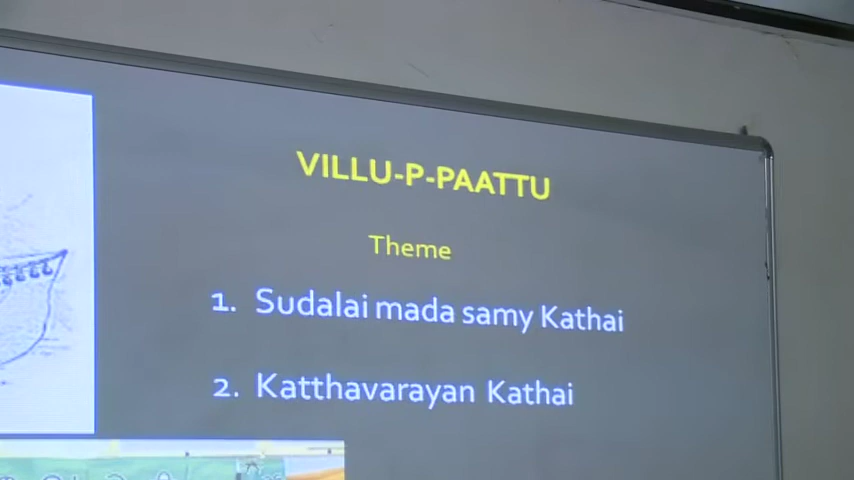 VILLU-P-PAATTU
Theme
1. Sudalai mada samy Kathai
2. Katthavarayan Kathai